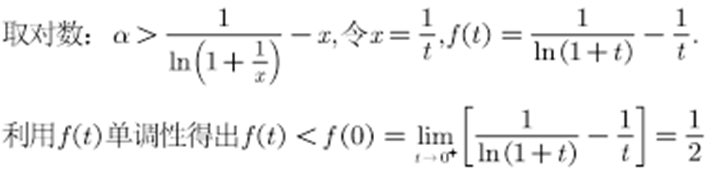 取对数：α > 1/ln(1 + 1/x) − x, 令x = 1/t, f(t) = 1/ln(1 + t) − 1/t.
利用f(t)单调性得出f(t) < f(0) = lim_{t→0⁺} [1/ln(1 + t) − 1/t] = 1/2